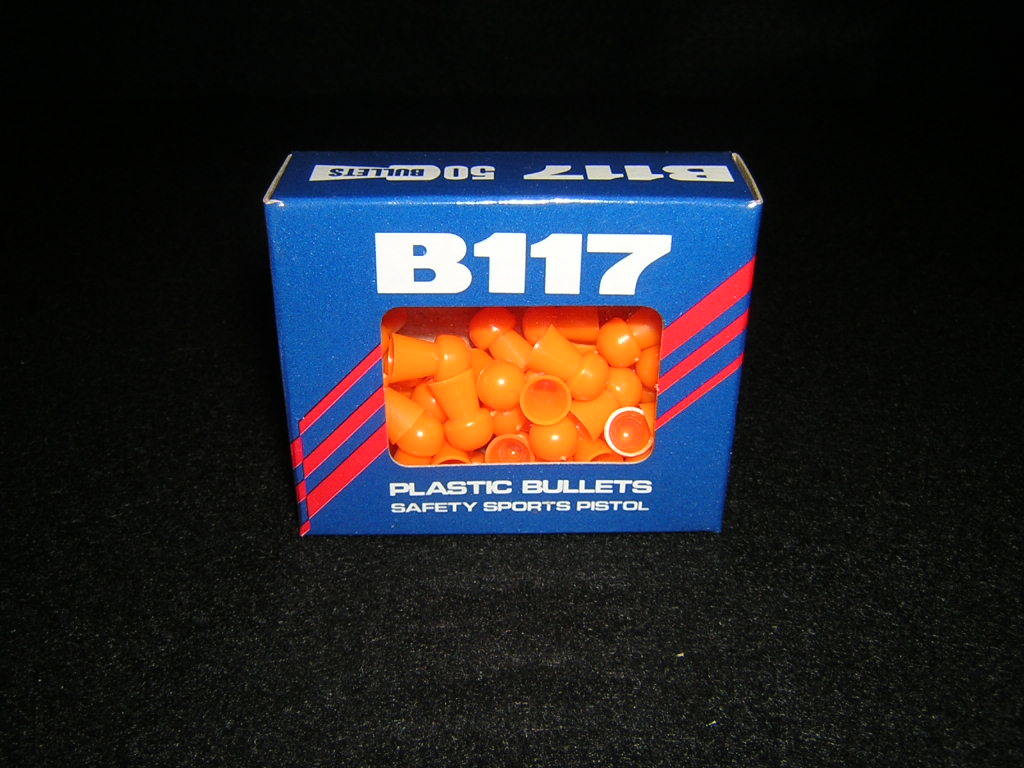 B117 50 BULLETS
B117
PLASTIC BULLETS
SAFETY SPORTS PISTOL